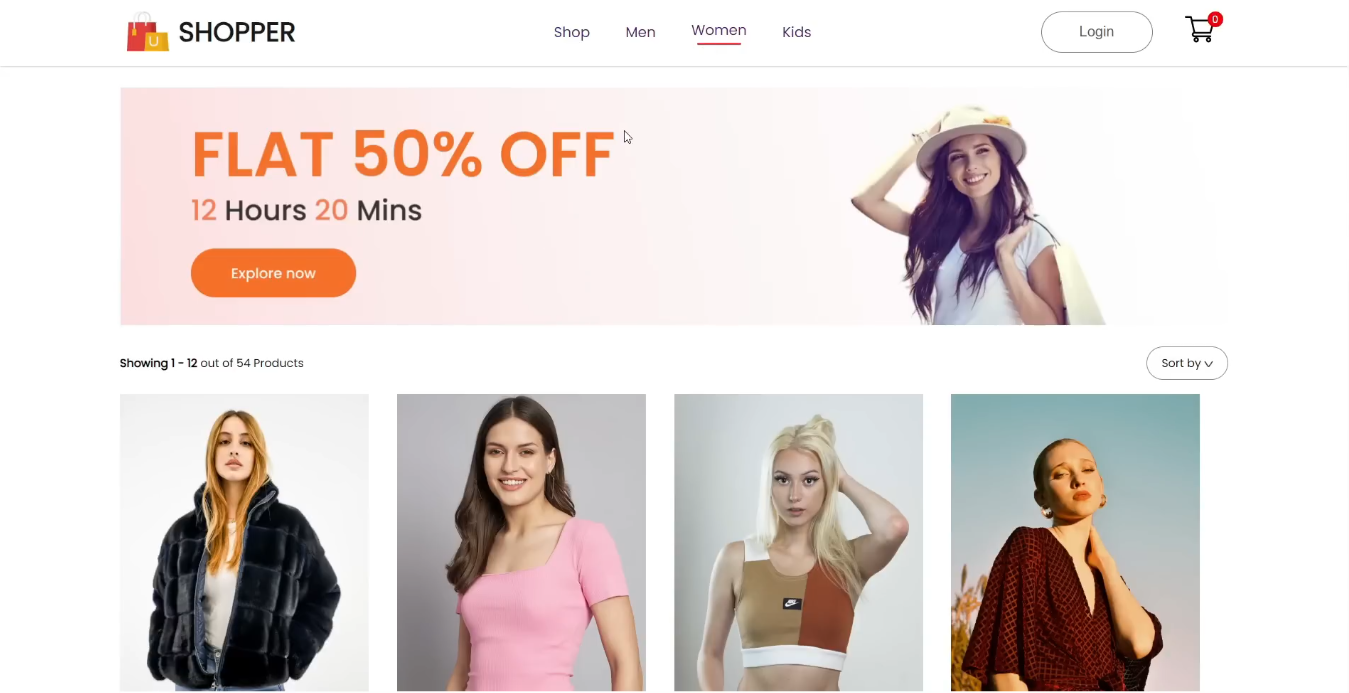 SHOPPER
Shop Men Women Kids
Login
0
FLAT 50% OFF
12 Hours 20 Mins
Explore now
Showing 1 - 12 out of 54 Products
Sort by